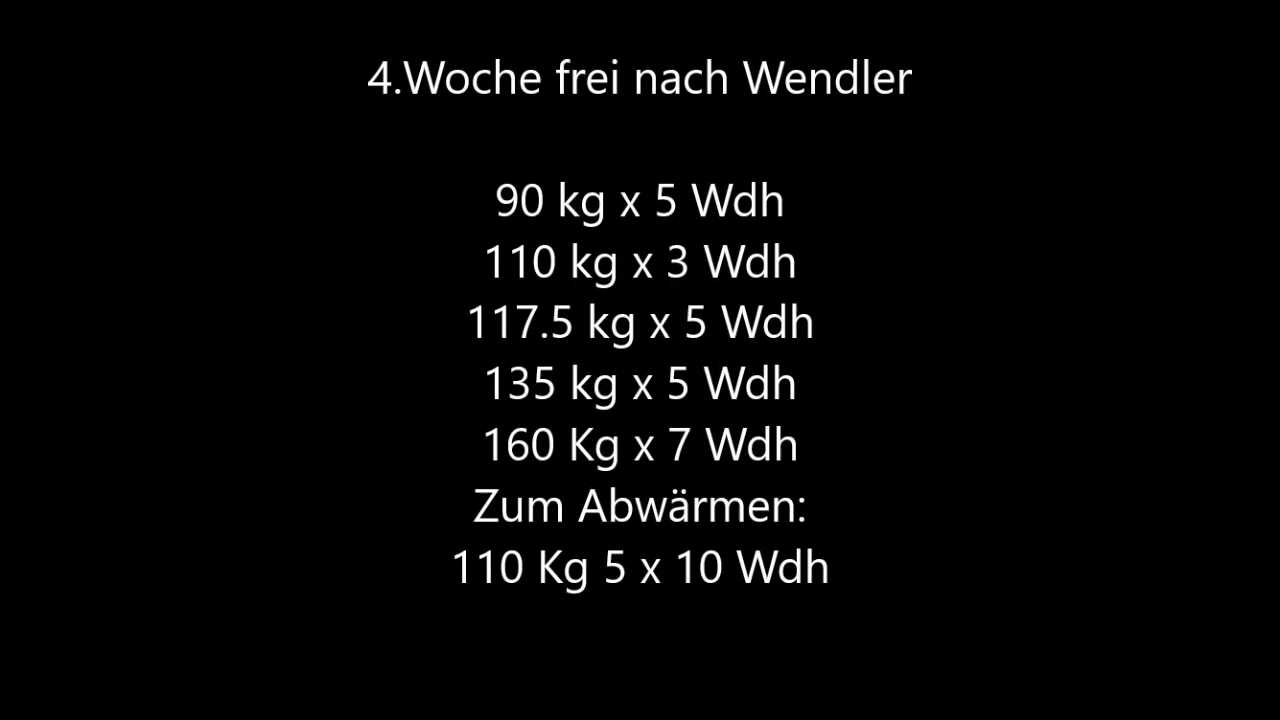 4.Woche frei nach Wendler
90 kg x 5 Wdh
110 kg x 3 Wdh
117.5 kg x 5 Wdh
135 kg x 5 Wdh
160 Kg x 7 Wdh
Zum Abwärmen:
110 Kg 5 x 10 Wdh